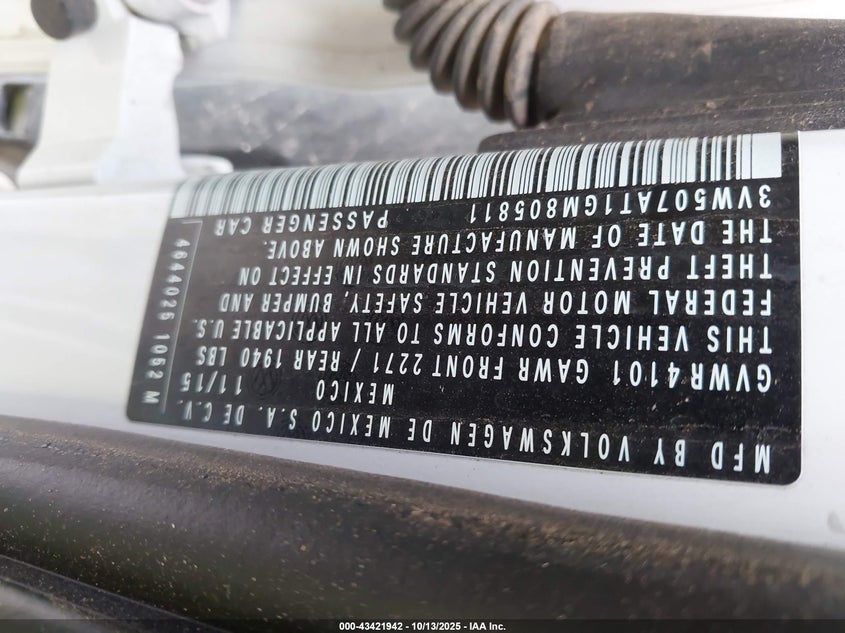 MFD BY VOLKSWAGEN DE MEXICO S.A. DE C.V.
MEXICO 11/15
GVWR4101 GAWR FRONT 2271 / REAR 1940 LBS
THIS VEHICLE CONFORMS TO ALL APPLICABLE U.S.
FEDERAL MOTOR VEHICLE SAFETY, BUMPER AND
THEFT PREVENTION STANDARDS IN EFFECT ON
THE DATE OF MANUFACTURE SHOWN ABOVE.
3VW507AT1GM805811 PASSENGER CAR
4644025 1052 M
000-43421942 - 10/13/2025 - IAA Inc.